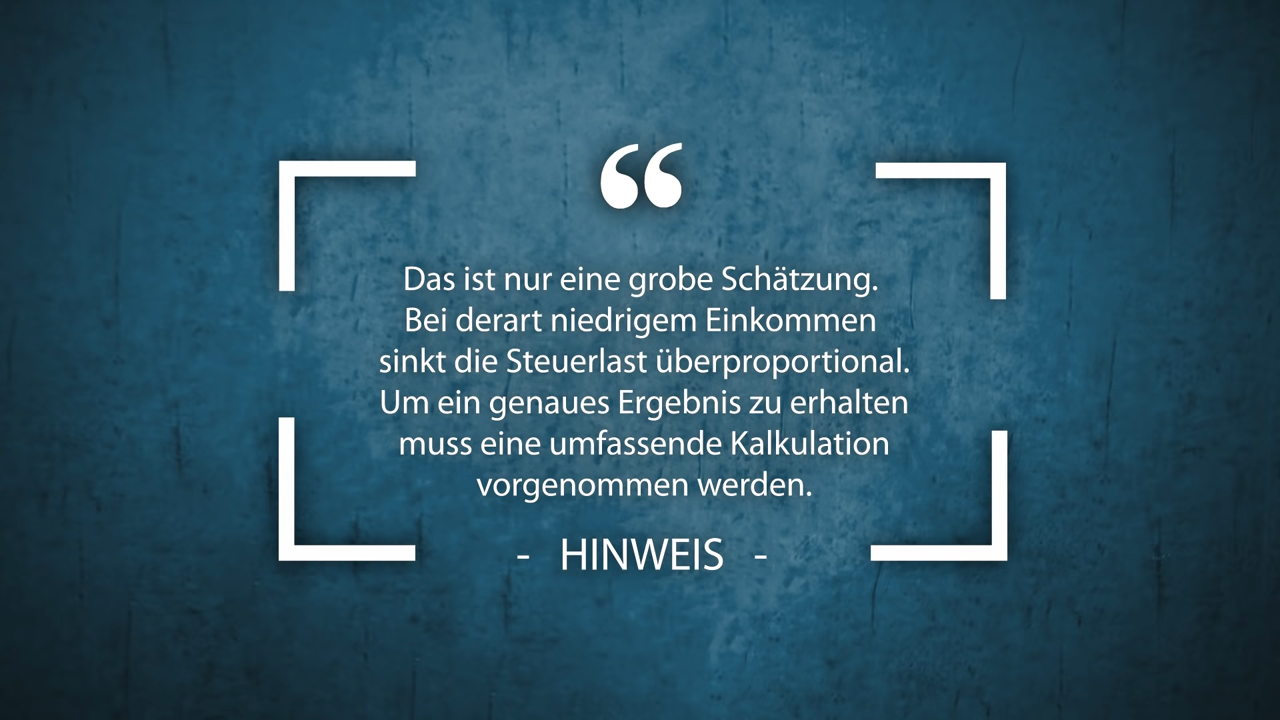 “
Das ist nur eine grobe Schätzung.
Bei derart niedrigem Einkommen
sinkt die Steuerlast überproportional.
Um ein genaues Ergebnis zu erhalten
muss eine umfassende Kalkulation
vorgenommen werden.
- HINWEIS -